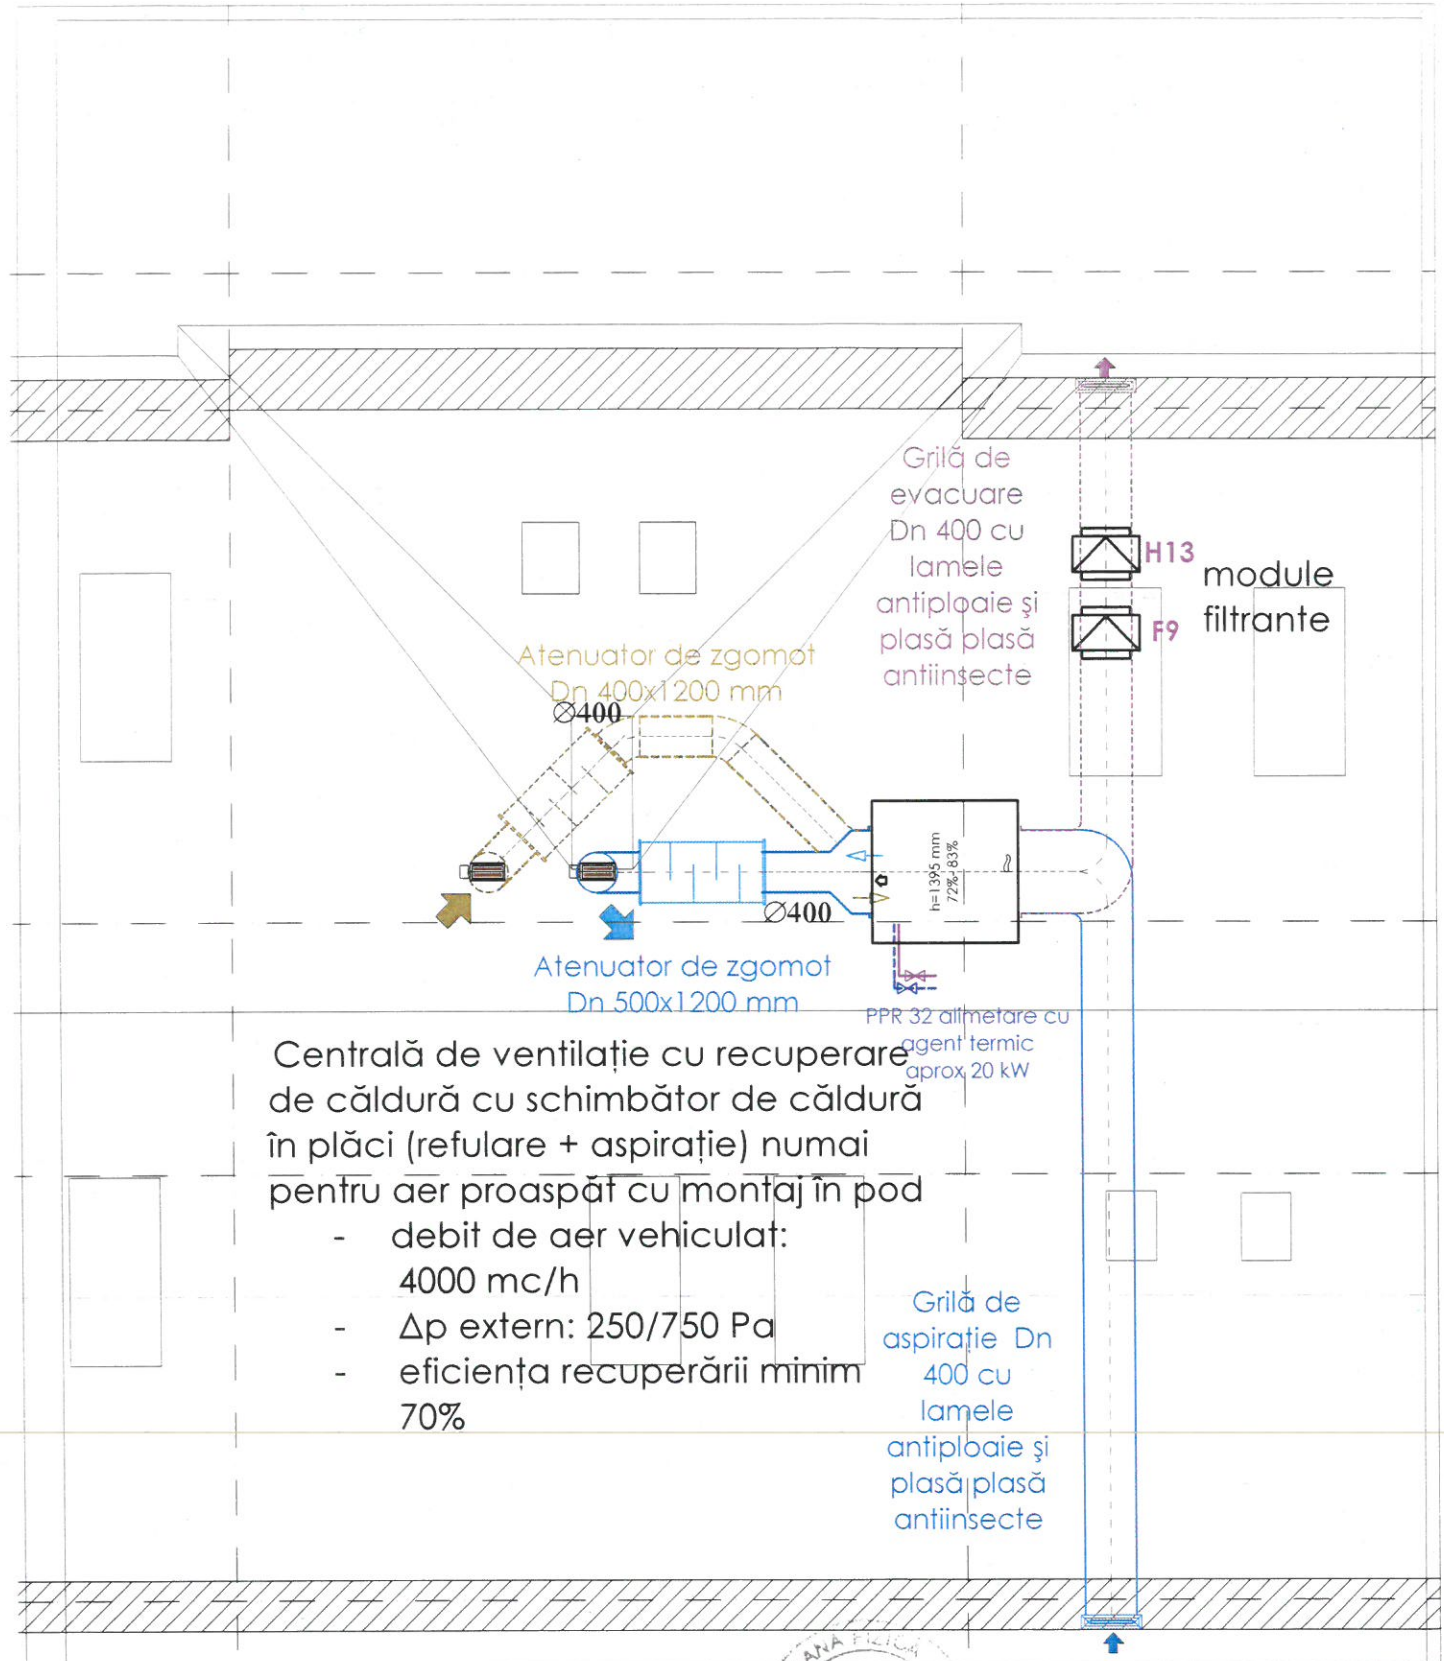 Grilă de
evacuare
Dn 400 cu
lamele
antiploaie și
plasă plasă
antiinsecte
H13
F9
module
filtrante
Atenuator de zgomot
Dn 400x1200 mm
∅400
h=1395 mm
72%-83%
∅400
Atenuator de zgomot
Dn 500x1200 mm
PPR 32 alimetare cu
agent termic
aprox 20 kW
Centrală de ventilație cu recuperare
de căldură cu schimbător de căldură
în plăci (refulare + aspirație) numai
pentru aer proaspăt cu montaj în pod
- debit de aer vehiculat:
4000 mc/h
- Δp extern: 250/750 Pa
- eficiența recuperării minim
70%
Grilă de
aspirație Dn
400 cu
lamele
antiploaie și
plasă plasă
antiinsecte
ANA FIZICA